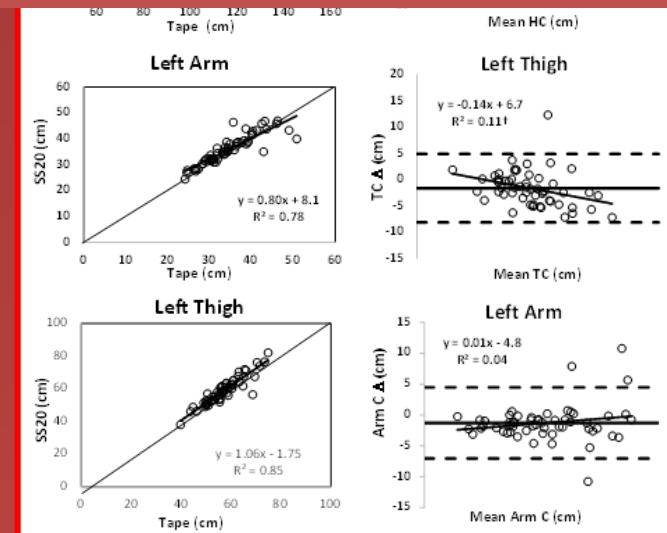 60 80 100 120 140 160
Tape (cm)
Mean HC (cm)
Left Arm
60
50
40
30
20
10
0
SS20 (cm)
y = 0.80x + 8.1
R² = 0.78
0 10 20 30 40 50 60
Tape (cm)
Left Thigh
20
15
10
5
0
-5
-10
-15
TC Δ (cm)
y = -0.14x + 6.7
R² = 0.11†
Mean TC (cm)
Left Thigh
100
80
60
40
20
0
SS20 (cm)
y = 1.06x - 1.75
R² = 0.85
0 20 40 60 80 100
Tape (cm)
Left Arm
15
10
5
0
-5
-10
-15
Arm C Δ (cm)
y = 0.01x - 4.8
R² = 0.04
Mean Arm C (cm)